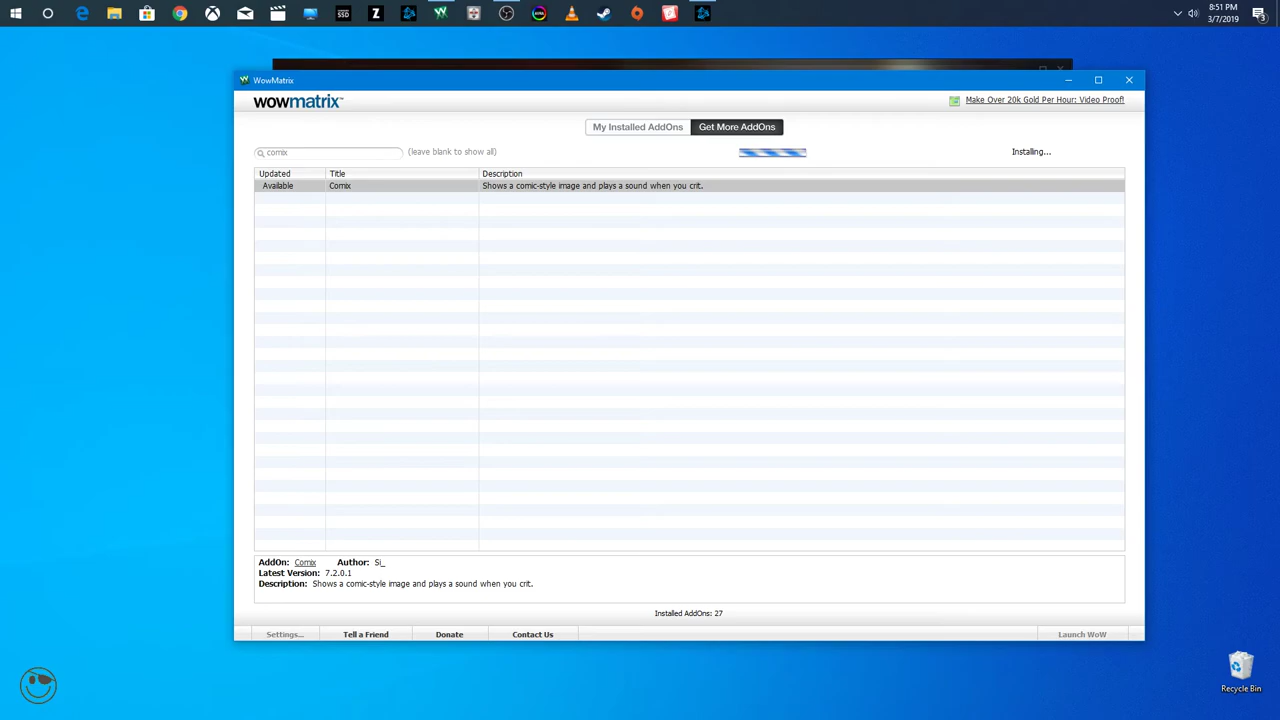 8:51 PM
3/7/2019
3
SSD
Z
WowMatrix
wowmatrix™
Make Over 20k Gold Per Hour: Video Proof!
My Installed AddOns
Get More AddOns
comix
(leave blank to show all)
Installing...
Updated Title Description
Available Comix Shows a comic-style image and plays a sound when you crit.
AddOn: Comix Author: Si_
Latest Version: 7.2.0.1
Description: Shows a comic-style image and plays a sound when you crit.
Installed AddOns: 27
Settings... Tell a Friend Donate Contact Us Launch WoW
Recycle Bin